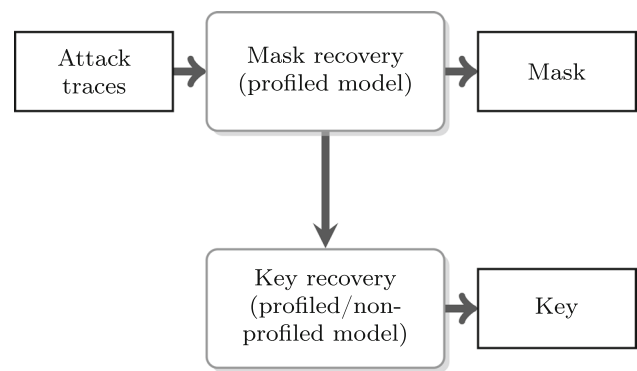 Attack
traces
Mask recovery
(profiled model)
Mask
Key recovery
(profiled/non-
profiled model)
Key